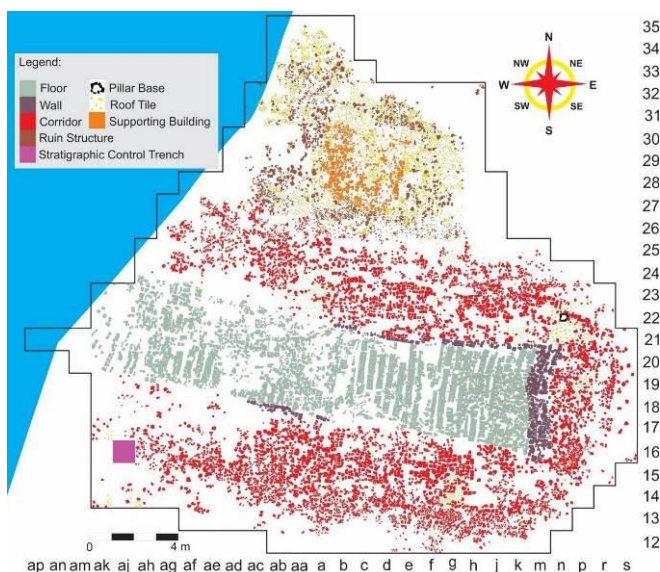 Legend:
Floor
Wall
Corridor
Ruin Structure
Stratigraphic Control Trench
Pillar Base
Roof Tile
Supporting Building
N
NW NE
W E
SW SE
S
35
34
33
32
31
30
29
28
27
26
25
24
23
22
21
20
19
18
17
16
15
14
13
12
0 4 m
ap an am ak aj ah ag af ae ad ac ab aa a b c d e f g h j k m n p r s